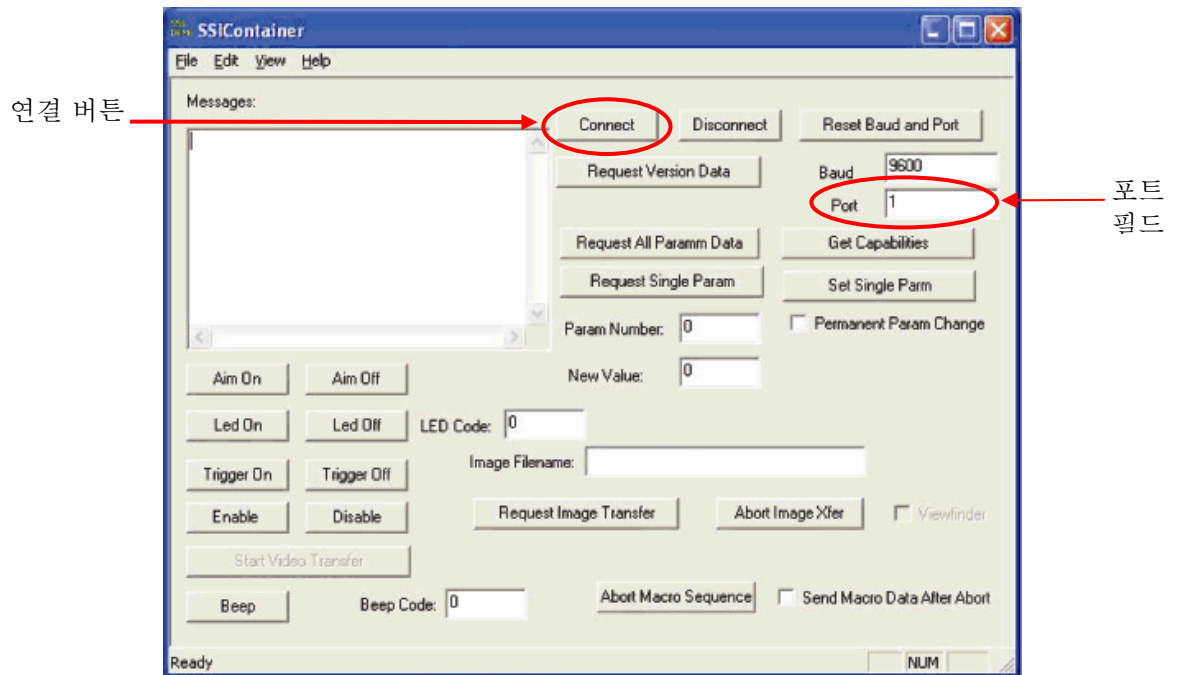 SSIContainer
File Edit View Help
연결 버튼
Messages:
Connect
Disconnect
Reset Baud and Port
Request Version Data
Baud 9600
Port 1
포트
필드
Request All Paramm Data
Get Capabilities
Request Single Param
Set Single Parm
Param Number: 0
Permanent Param Change
New Value: 0
Aim On
Aim Off
Led On
Led Off
LED Code: 0
Image Filename:
Trigger On
Trigger Off
Enable
Disable
Request Image Transfer
Abort Image Xfer
Viewfinder
Start Video Transfer
Beep
Beep Code: 0
Abort Macro Sequence
Send Macro Data After Abort
Ready
NUM